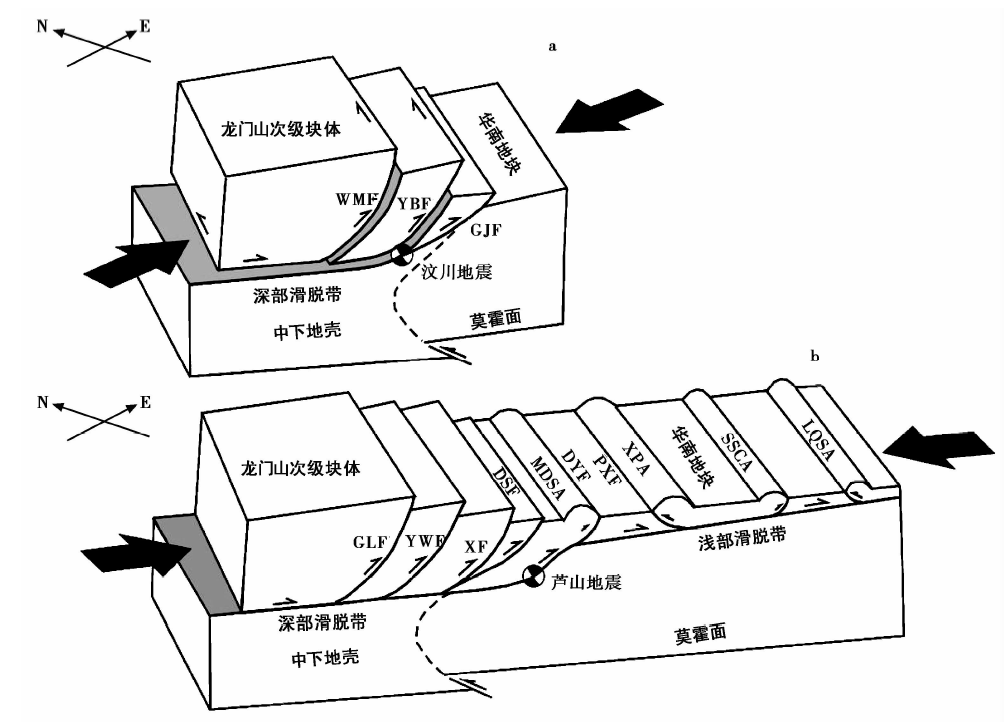 N E
a
龙门山次级块体
华南地块
WMF
YBF
GJF
汶川地震
深部滑脱带
中下地壳
莫霍面
b
N E
龙门山次级块体
DSF
MDSA
DYF
PXF
XPA
华南地块
SSCA
LQSA
GLF
YWF
XF
浅部滑脱带
芦山地震
深部滑脱带
中下地壳
莫霍面